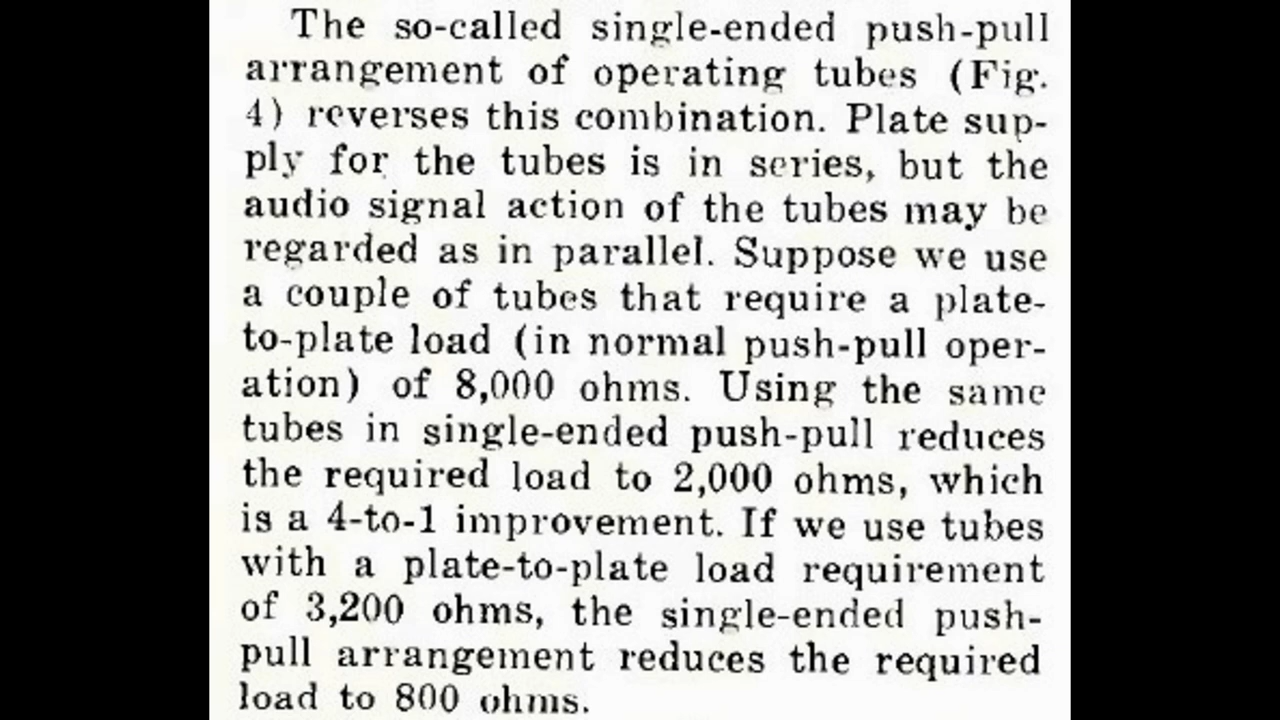 The so-called single-ended push-pull
arrangement of operating tubes (Fig.
4) reverses this combination. Plate sup-
ply for the tubes is in series, but the
audio signal action of the tubes may be
regarded as in parallel. Suppose we use
a couple of tubes that require a plate-
to-plate load (in normal push-pull oper-
ation) of 8,000 ohms. Using the same
tubes in single-ended push-pull reduces
the required load to 2,000 ohms, which
is a 4-to-1 improvement. If we use tubes
with a plate-to-plate load requirement
of 3,200 ohms, the single-ended push-
pull arrangement reduces the required
load to 800 ohms.